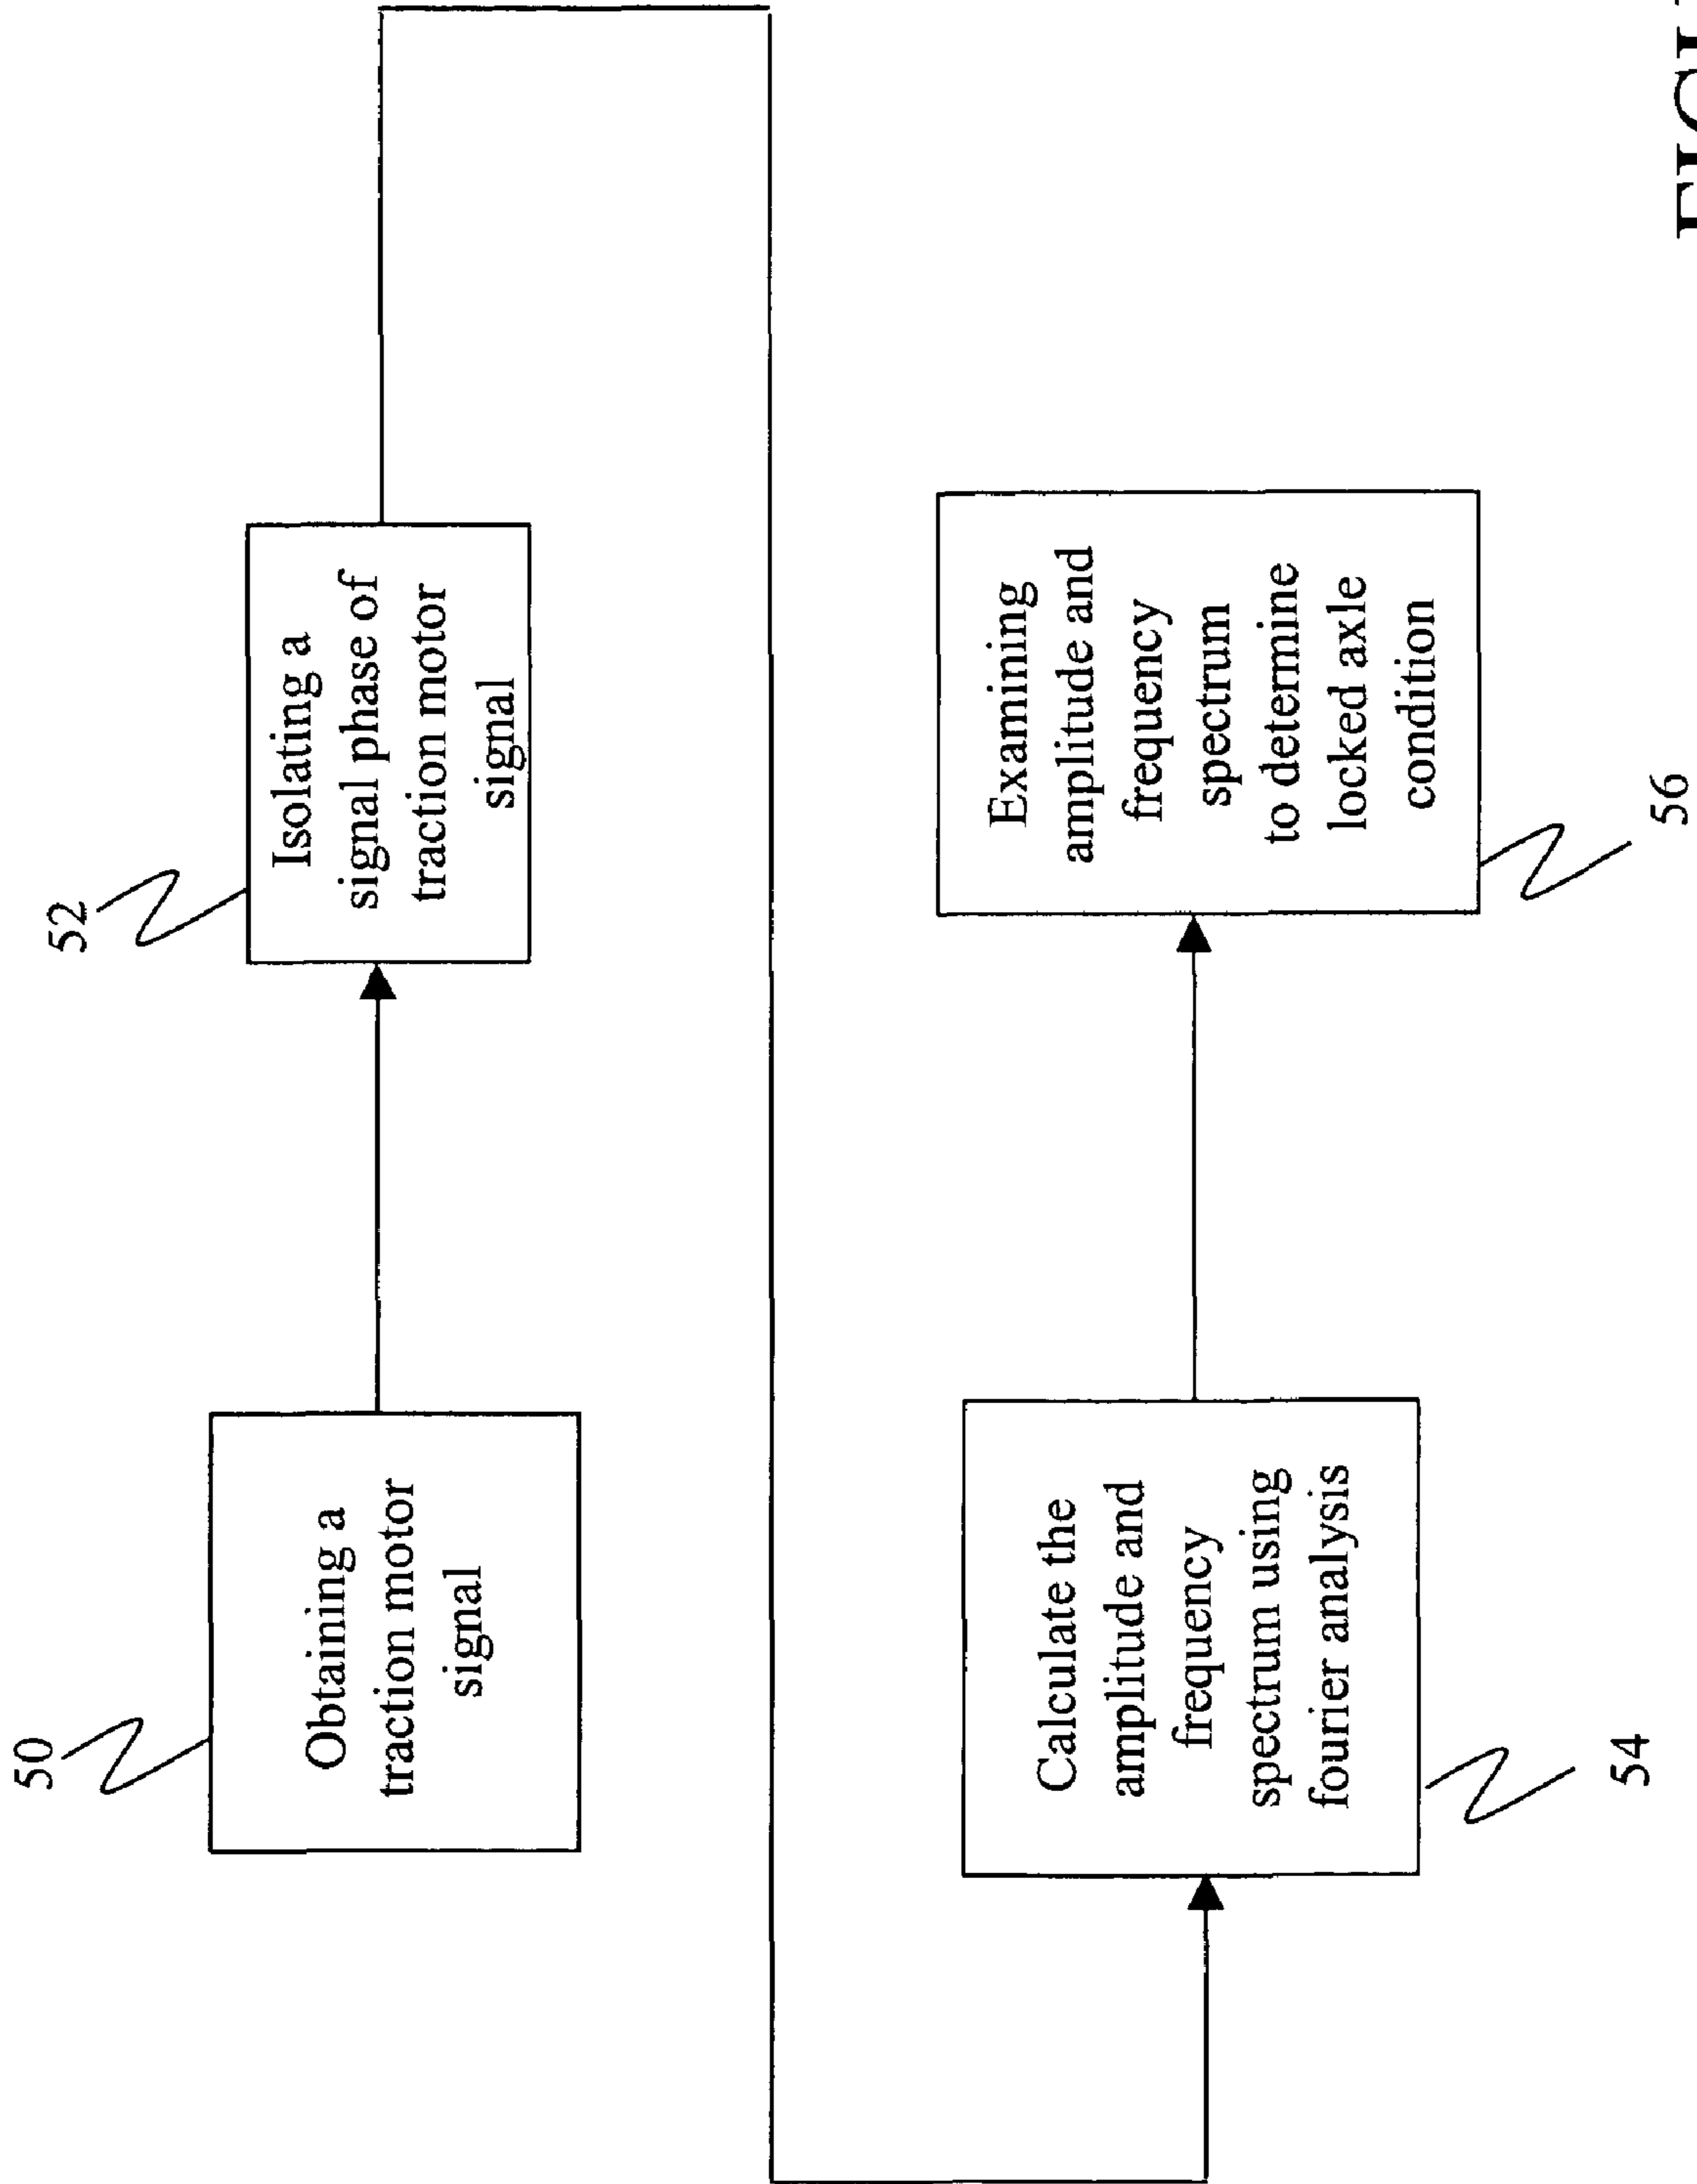 50
Obtaining a
traction motor
signal
52
Isolating a
signal phase of
traction motor
signal
Calculate the
amplitude and
frequency
spectrum using
fourier analysis
54
Examining
amplitude and
frequency
spectrum
to determine
locked axle
condition
56